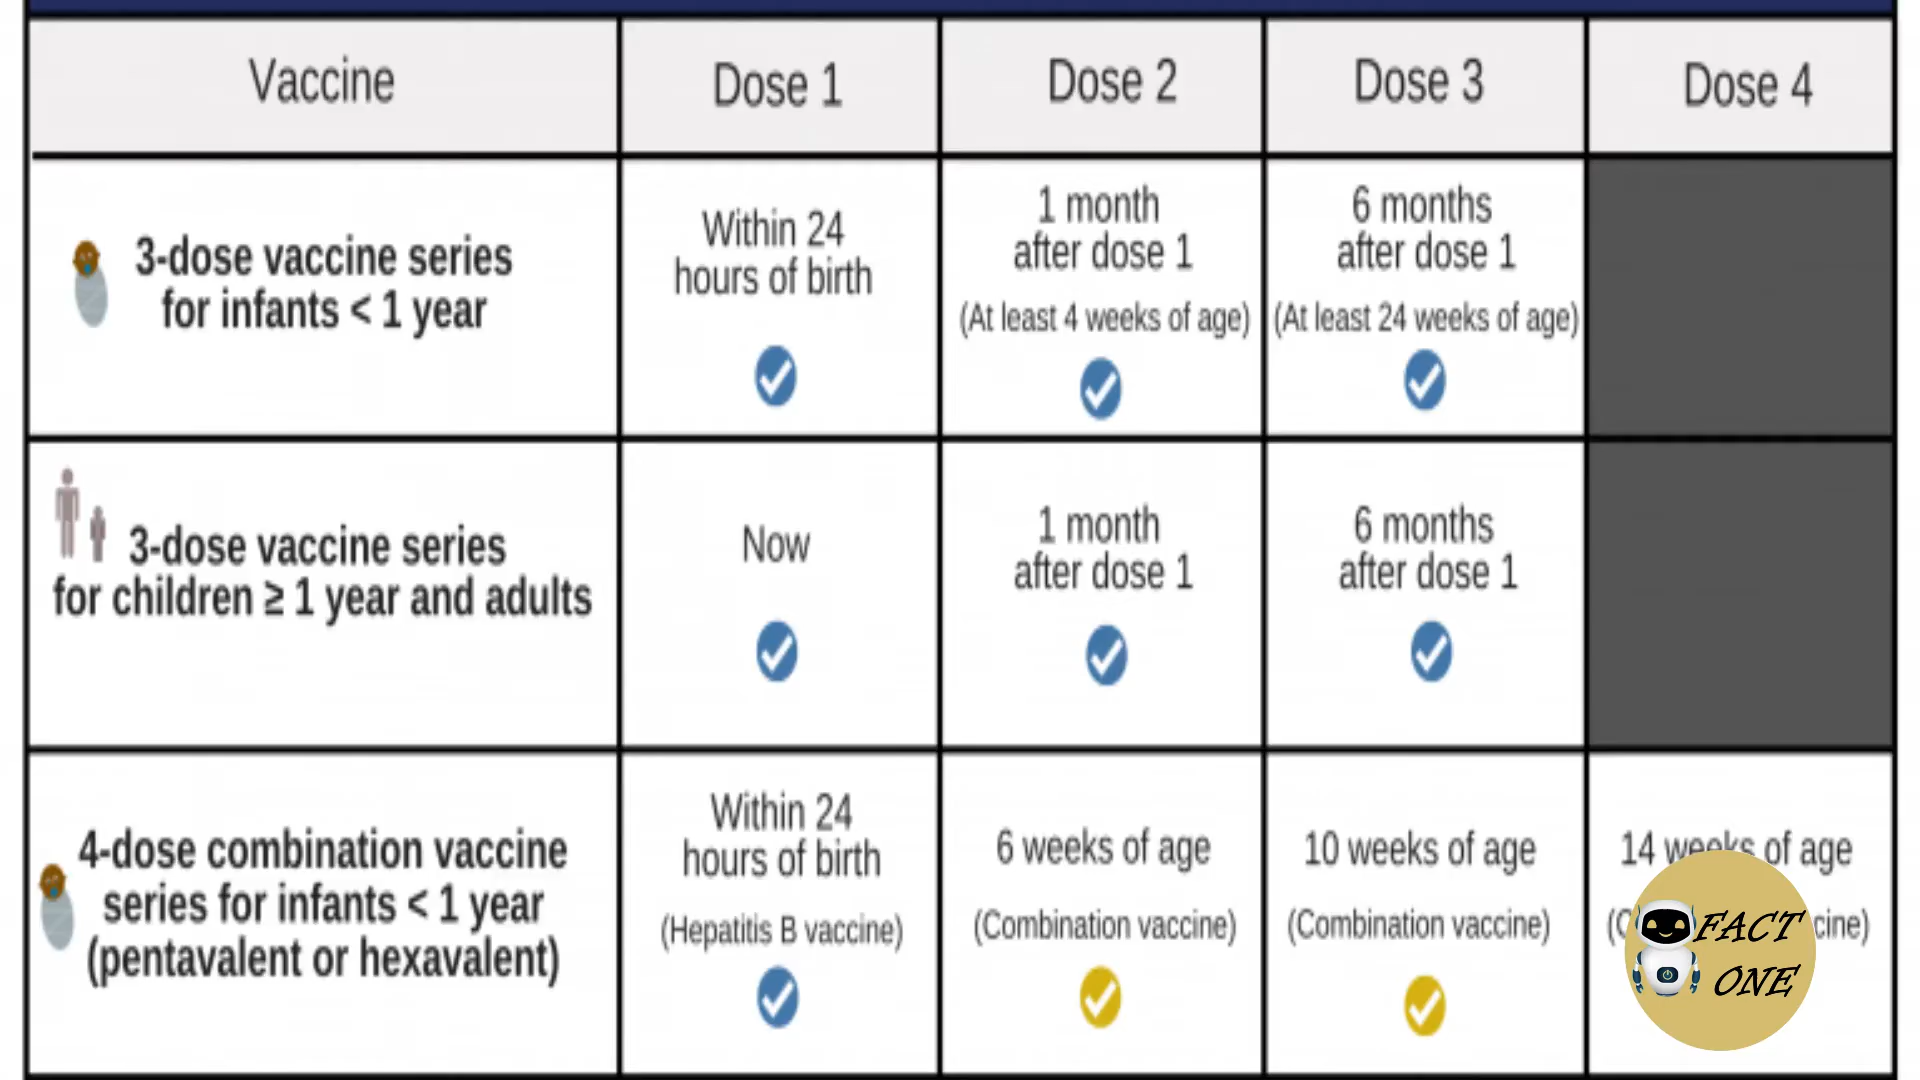 Vaccine
Dose 1
Dose 2
Dose 3
Dose 4
3-dose vaccine series
for infants < 1 year
Within 24
hours of birth
1 month
after dose 1
(At least 4 weeks of age)
6 months
after dose 1
(At least 24 weeks of age)
3-dose vaccine series
for children ≥ 1 year and adults
Now
1 month
after dose 1
6 months
after dose 1
4-dose combination vaccine
series for infants < 1 year
(pentavalent or hexavalent)
Within 24
hours of birth
(Hepatitis B vaccine)
6 weeks of age
(Combination vaccine)
10 weeks of age
(Combination vaccine)
14 weeks of age
FACT
ONE